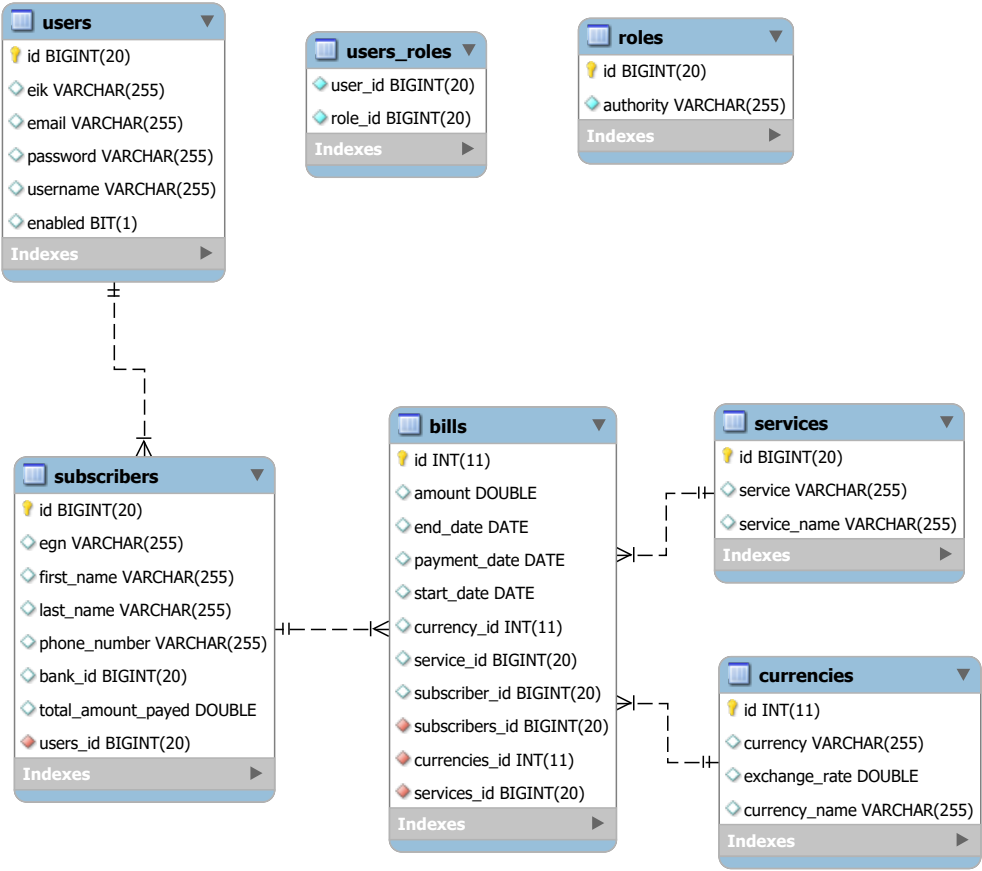 users
id BIGINT(20)
eik VARCHAR(255)
email VARCHAR(255)
password VARCHAR(255)
username VARCHAR(255)
enabled BIT(1)
Indexes
users_roles
user_id BIGINT(20)
role_id BIGINT(20)
Indexes
roles
id BIGINT(20)
authority VARCHAR(255)
Indexes
subscribers
id BIGINT(20)
egn VARCHAR(255)
first_name VARCHAR(255)
last_name VARCHAR(255)
phone_number VARCHAR(255)
bank_id BIGINT(20)
total_amount_payed DOUBLE
users_id BIGINT(20)
Indexes
bills
id INT(11)
amount DOUBLE
end_date DATE
payment_date DATE
start_date DATE
currency_id INT(11)
service_id BIGINT(20)
subscriber_id BIGINT(20)
subscribers_id BIGINT(20)
currencies_id INT(11)
services_id BIGINT(20)
Indexes
services
id BIGINT(20)
service VARCHAR(255)
service_name VARCHAR(255)
Indexes
currencies
id INT(11)
currency VARCHAR(255)
exchange_rate DOUBLE
currency_name VARCHAR(255)
Indexes